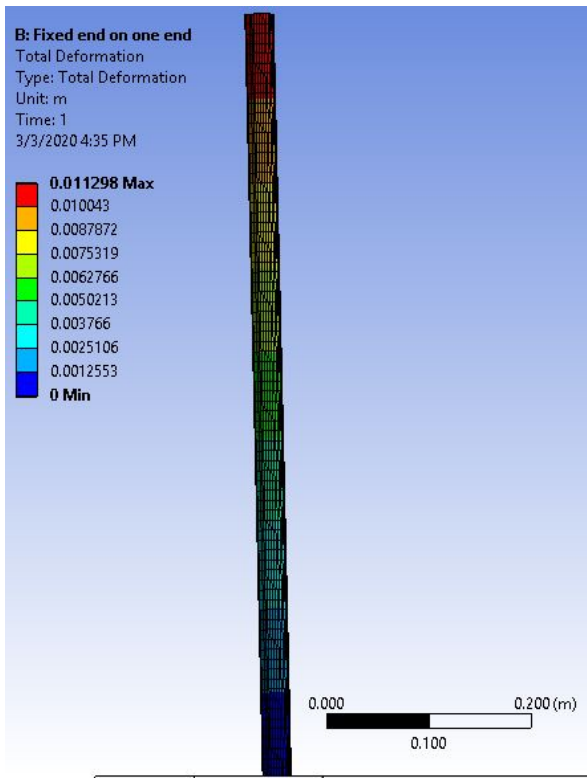 B: Fixed end on one end
Total Deformation
Type: Total Deformation
Unit: m
Time: 1
3/3/2020 4:35 PM
0.011298 Max
0.010043
0.0087872
0.0075319
0.0062766
0.0050213
0.003766
0.0025106
0.0012553
0 Min
0.000 0.200 (m)
0.100